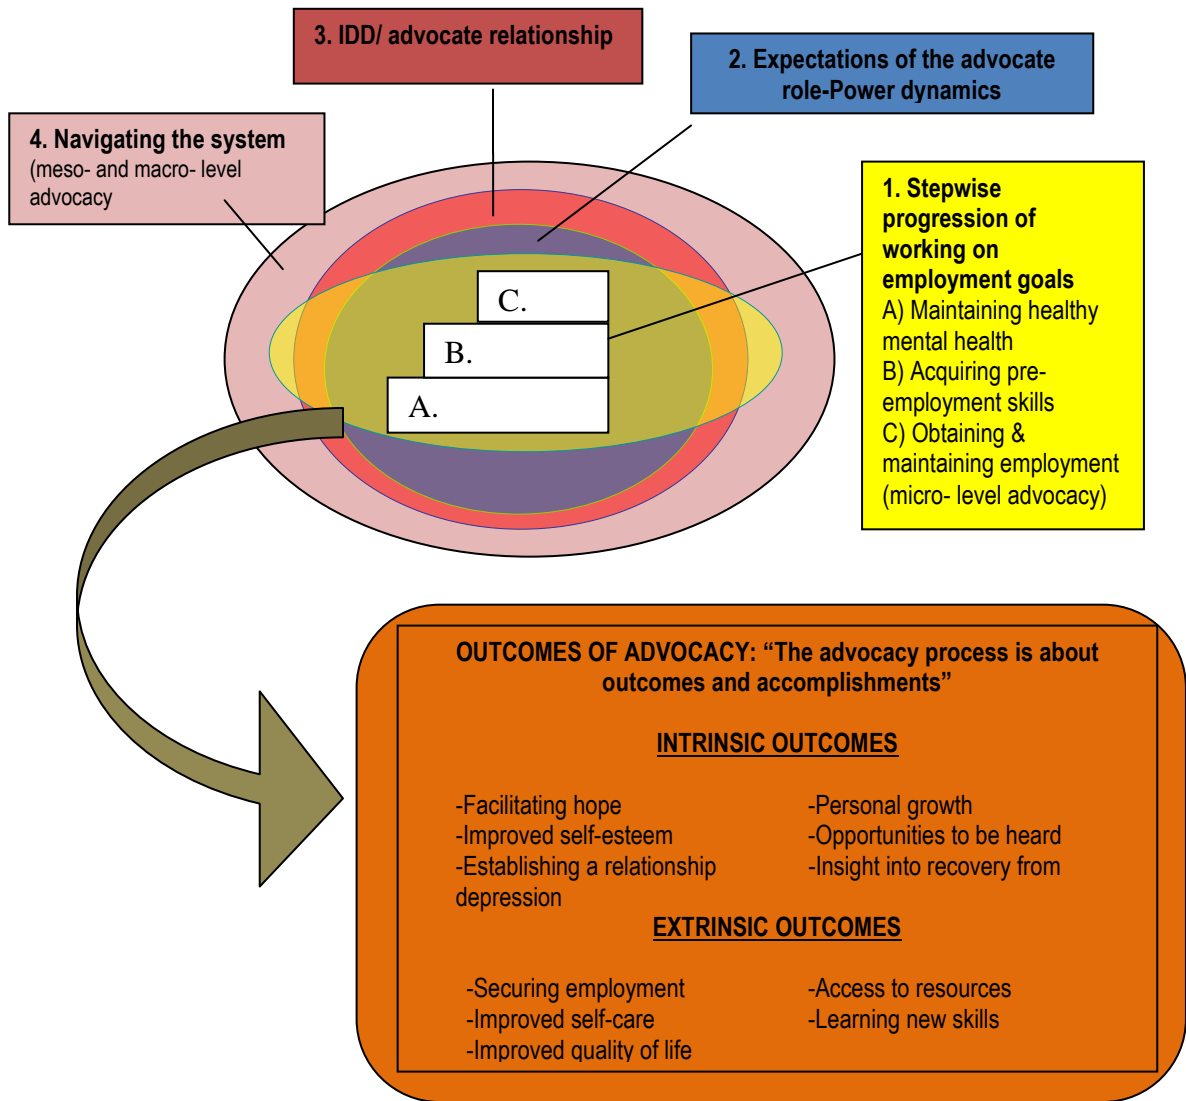 3. IDD/ advocate relationship
2. Expectations of the advocate
role-Power dynamics
4. Navigating the system
(meso- and macro- level
advocacy
1. Stepwise
progression of
working on
employment goals
A) Maintaining healthy
mental health
B) Acquiring pre-
employment skills
C) Obtaining &
maintaining employment
(micro- level advocacy)
C.
B.
A.
OUTCOMES OF ADVOCACY: “The advocacy process is about
outcomes and accomplishments”
INTRINSIC OUTCOMES
-Facilitating hope -Personal growth
-Improved self-esteem -Opportunities to be heard
-Establishing a relationship -Insight into recovery from
depression
EXTRINSIC OUTCOMES
-Securing employment -Access to resources
-Improved self-care -Learning new skills
-Improved quality of life